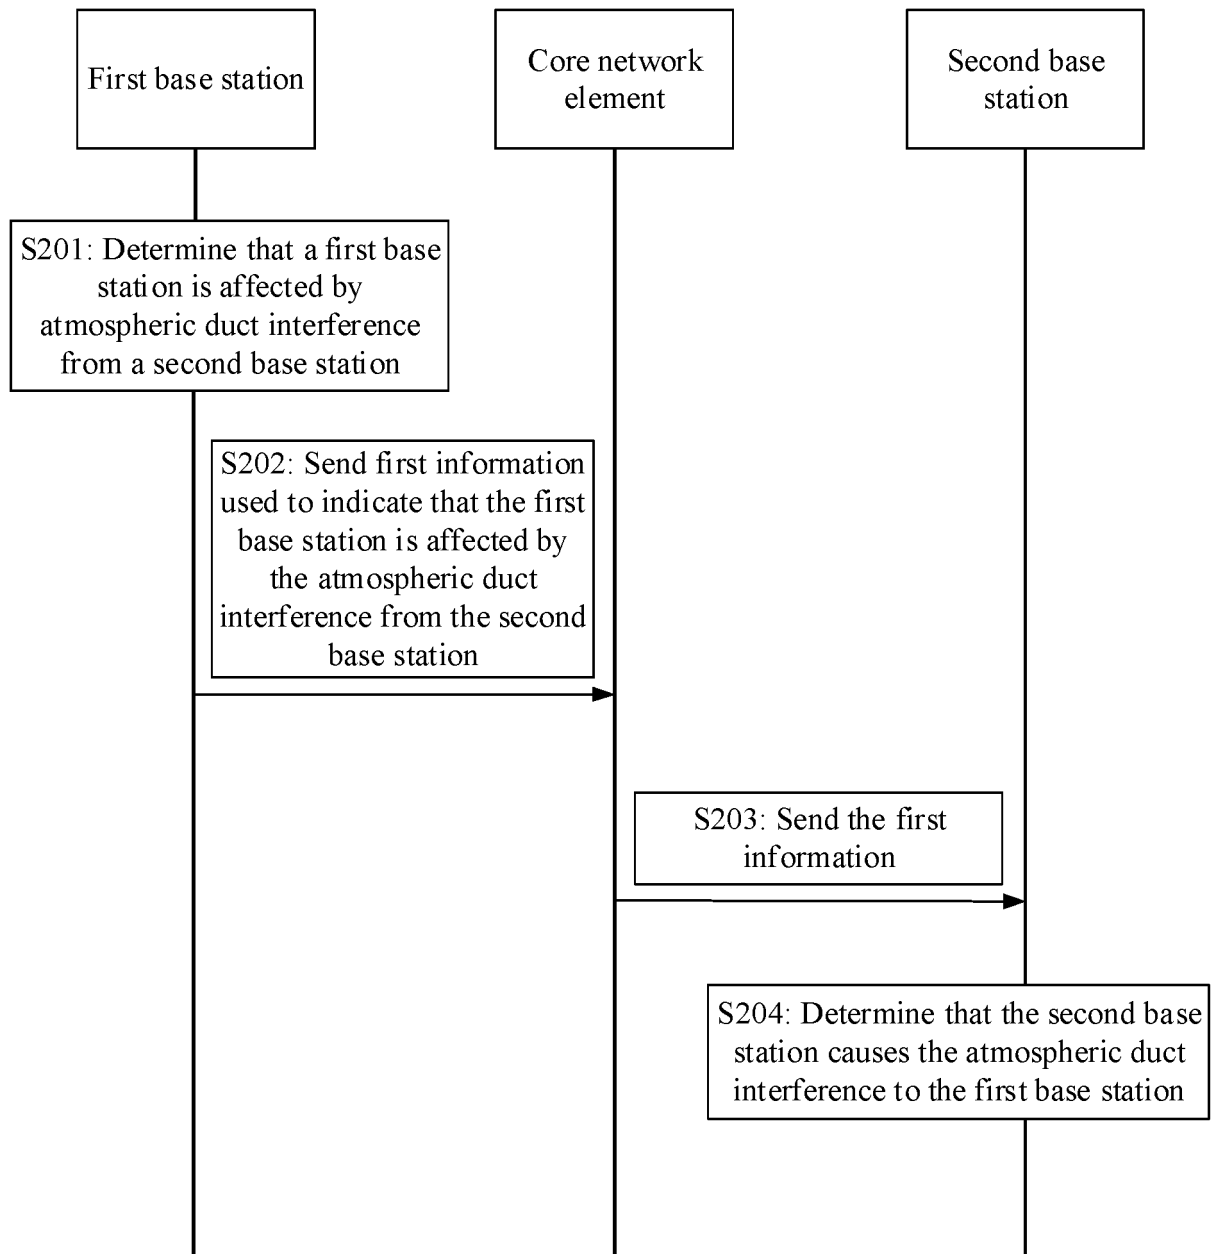 First base station
Core network
element
Second base
station
S201: Determine that a first base
station is affected by
atmospheric duct interference
from a second base station
S202: Send first information
used to indicate that the first
base station is affected by
the atmospheric duct
interference from the second
base station
S203: Send the first
information
S204: Determine that the second base
station causes the atmospheric duct
interference to the first base station